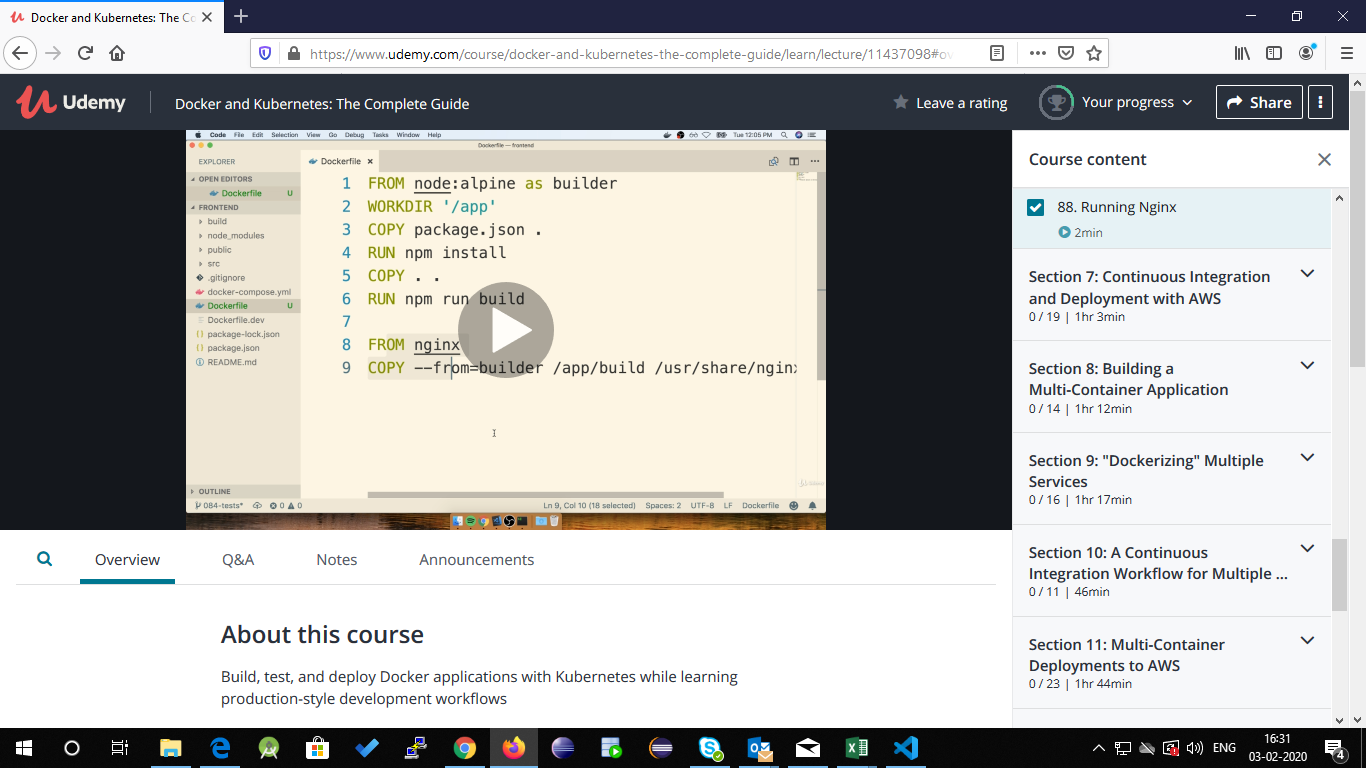 Docker and Kubernetes: The Co
https://www.udemy.com/course/docker-and-kubernetes-the-complete-guide/learn/lecture/11437098#ov
Udemy
Docker and Kubernetes: The Complete Guide
Leave a rating
Your progress
Share
Code File Edit Selection View Go Debug Tasks Window Help
Tue 12:05 PM
Dockerfile — frontend
EXPLORER
OPEN EDITORS
Dockerfile U
FRONTEND
build
node_modules
public
src
.gitignore
docker-compose.yml
Dockerfile U
Dockerfile.dev
package-lock.json
package.json
README.md
OUTLINE
Dockerfile
1 FROM node:alpine as builder
2 WORKDIR '/app'
3 COPY package.json .
4 RUN npm install
5 COPY . .
6 RUN npm run build
7
8 FROM nginx
9 COPY --from=builder /app/build /usr/share/nginx
084-tests* 0 0
Ln 9, Col 10 (18 selected) Spaces: 2 UTF-8 LF Dockerfile
Udemy
Course content
88. Running Nginx
2min
Section 7: Continuous Integration
and Deployment with AWS
0 / 19 | 1hr 3min
Section 8: Building a
Multi-Container Application
0 / 14 | 1hr 12min
Section 9: "Dockerizing" Multiple
Services
0 / 16 | 1hr 17min
Section 10: A Continuous
Integration Workflow for Multiple ...
0 / 11 | 46min
Section 11: Multi-Container
Deployments to AWS
0 / 23 | 1hr 44min
Overview
Q&A
Notes
Announcements
About this course
Build, test, and deploy Docker applications with Kubernetes while learning
production-style development workflows
ENG
16:31
03-02-2020
4